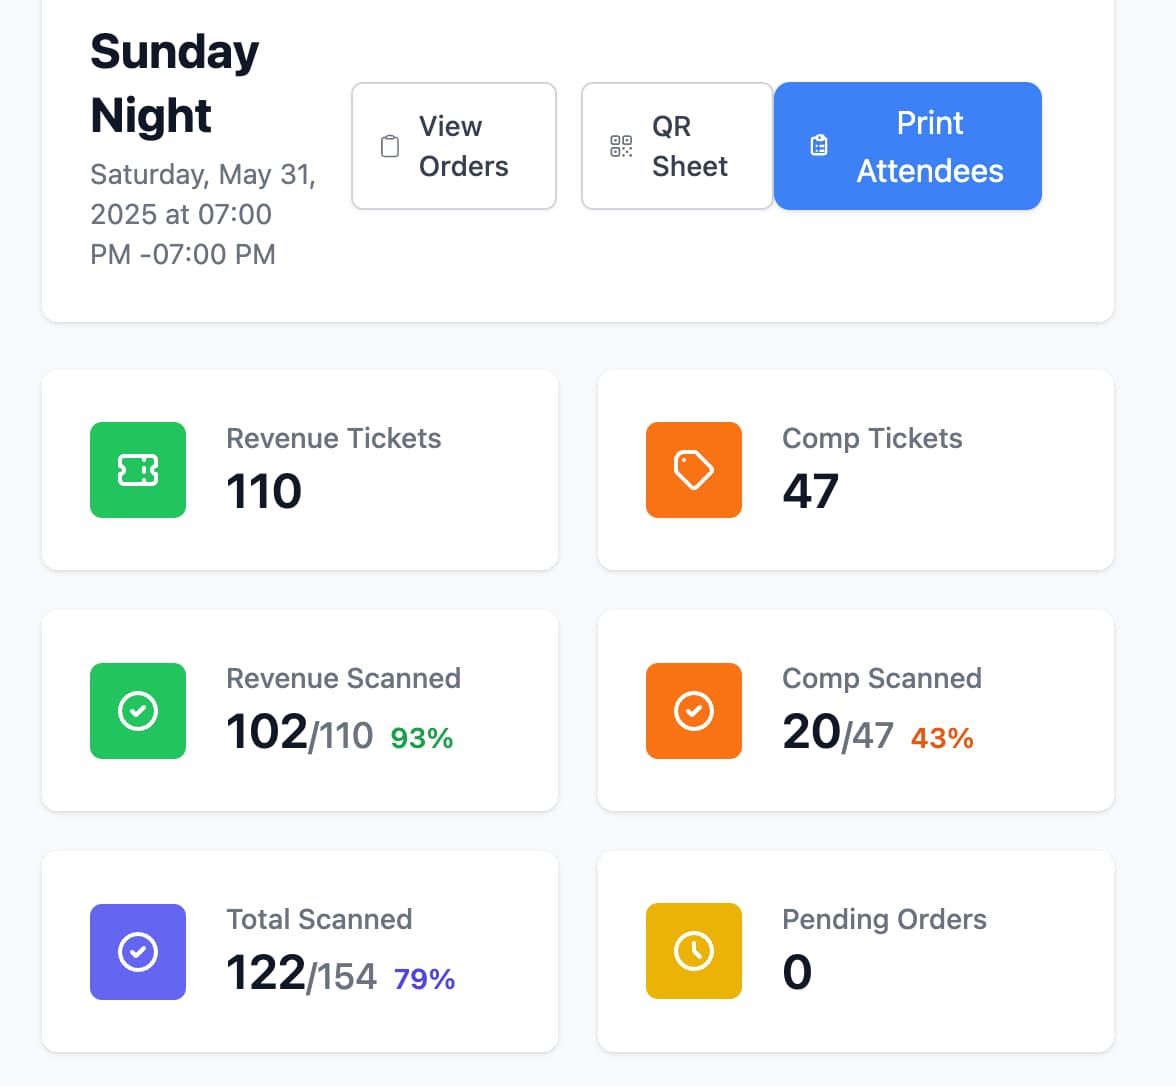 Sunday
Night
Saturday, May 31,
2025 at 07:00
PM -07:00 PM
View
Orders
QR
Sheet
Print
Attendees
Revenue Tickets
110
Comp Tickets
47
Revenue Scanned
102/110 93%
Comp Scanned
20/47 43%
Total Scanned
122/154 79%
Pending Orders
0